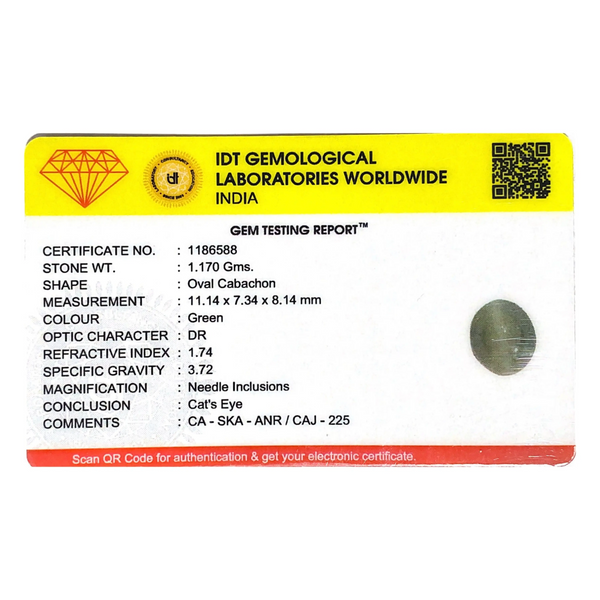 IDT GEMOLOGICAL
LABORATORIES WORLDWIDE
INDIA
GEM TESTING REPORT™
CERTIFICATE NO. : 1186588
STONE WT. : 1.170 Gms.
SHAPE : Oval Cabachon
MEASUREMENT : 11.14 x 7.34 x 8.14 mm
COLOUR : Green
OPTIC CHARACTER : DR
REFRACTIVE INDEX : 1.74
SPECIFIC GRAVITY : 3.72
MAGNIFICATION : Needle Inclusions
CONCLUSION : Cat's Eye
COMMENTS : CA - SKA - ANR / CAJ - 225
Scan QR Code for authentication & get your electronic certificate.